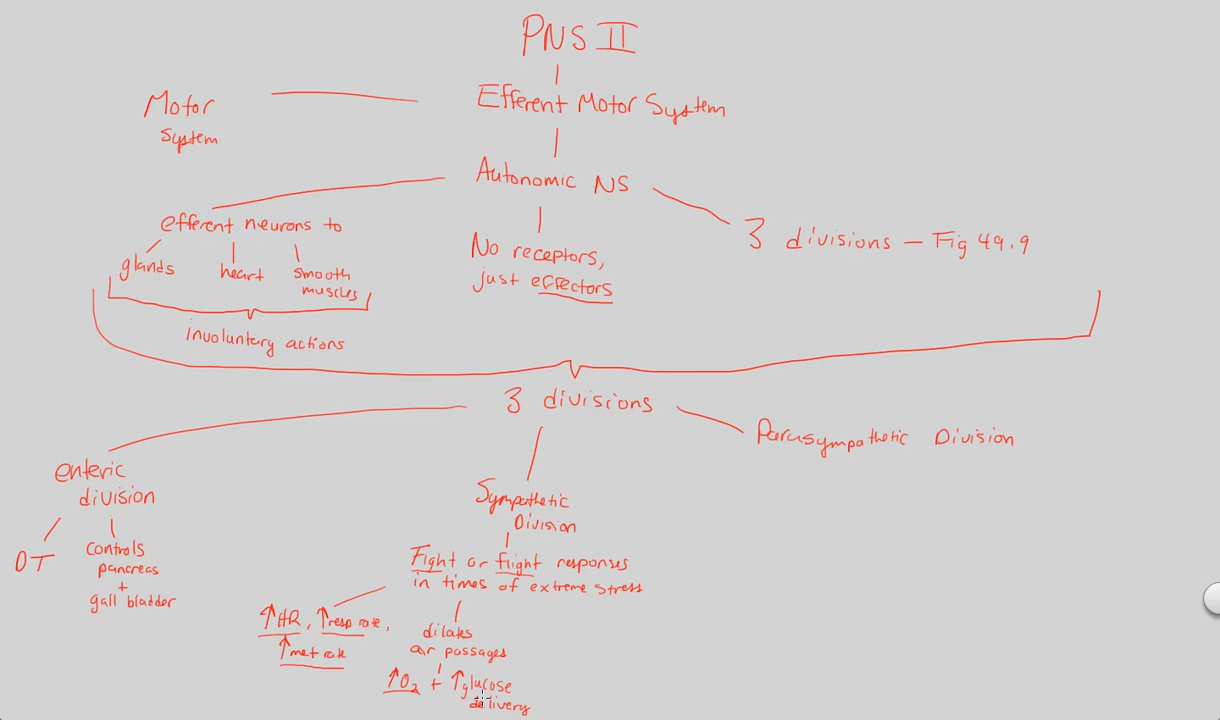 PNS II
Efferent Motor System
Motor
System
Autonomic NS
efferent neurons to
glands
heart
smooth
muscles
involuntary actions
No receptors,
just effectors
3 divisions - Fig 49.9
3 divisions
enteric
division
DT
controls
pancreas
+
gall bladder
Sympathetic
Division
Fight or flight responses
in times of extreme stress
↑HR, ↑resp rate,
↑met rate
dilates
air passages
↑O₂ + ↑glucose
delivery
Parasympathetic Division